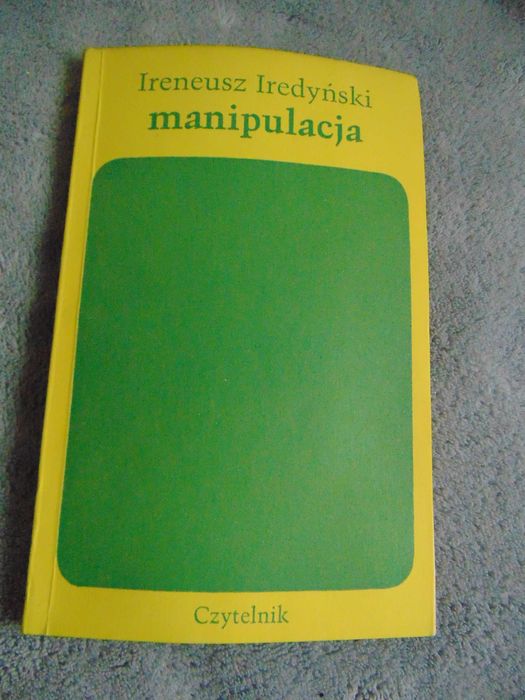 Ireneusz Iredyński
manipulacja
Czytelnik